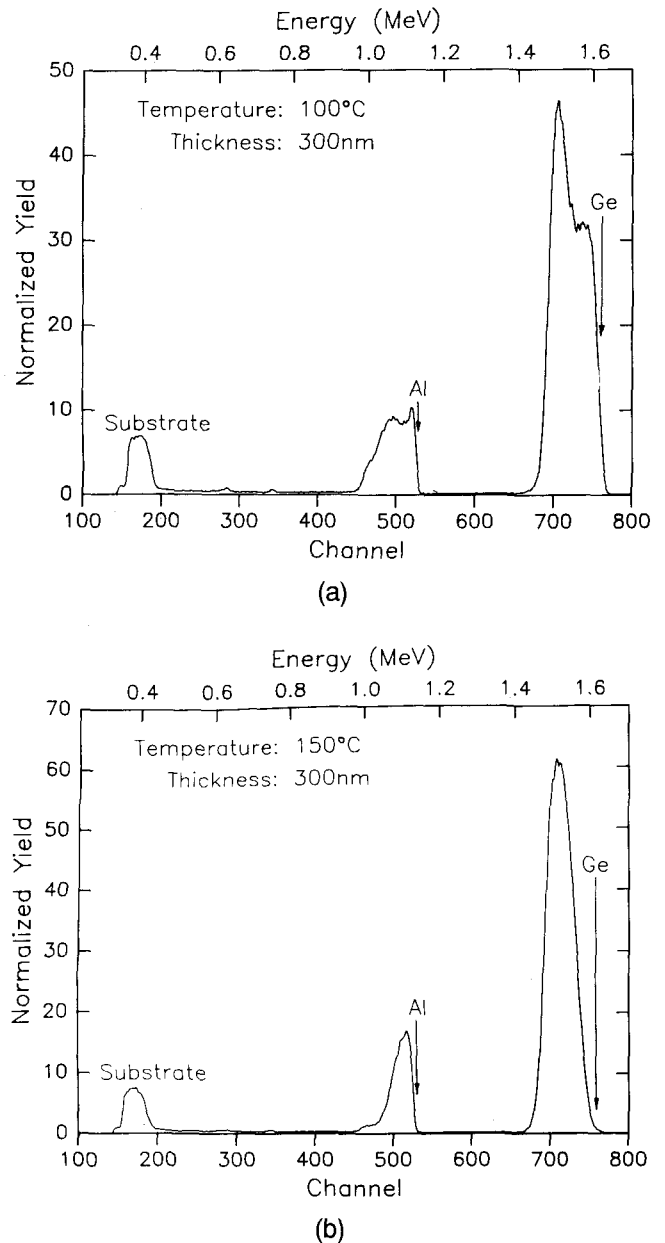 Energy (MeV)
0.4 0.6 0.8 1.0 1.2 1.4 1.6
50
40
30
20
10
0
Normalized Yield
Temperature: 100°C
Thickness: 300nm
Ge
Al
Substrate
100 200 300 400 500 600 700 800
Channel
(a)
Energy (MeV)
0.4 0.6 0.8 1.0 1.2 1.4 1.6
70
60
50
40
30
20
10
0
Normalized Yield
Temperature: 150°C
Thickness: 300nm
Ge
Al
Substrate
100 200 300 400 500 600 700 800
Channel
(b)